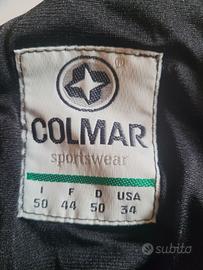 ®
COLMAR
sportswear
I F D USA
50 44 50 34
subito